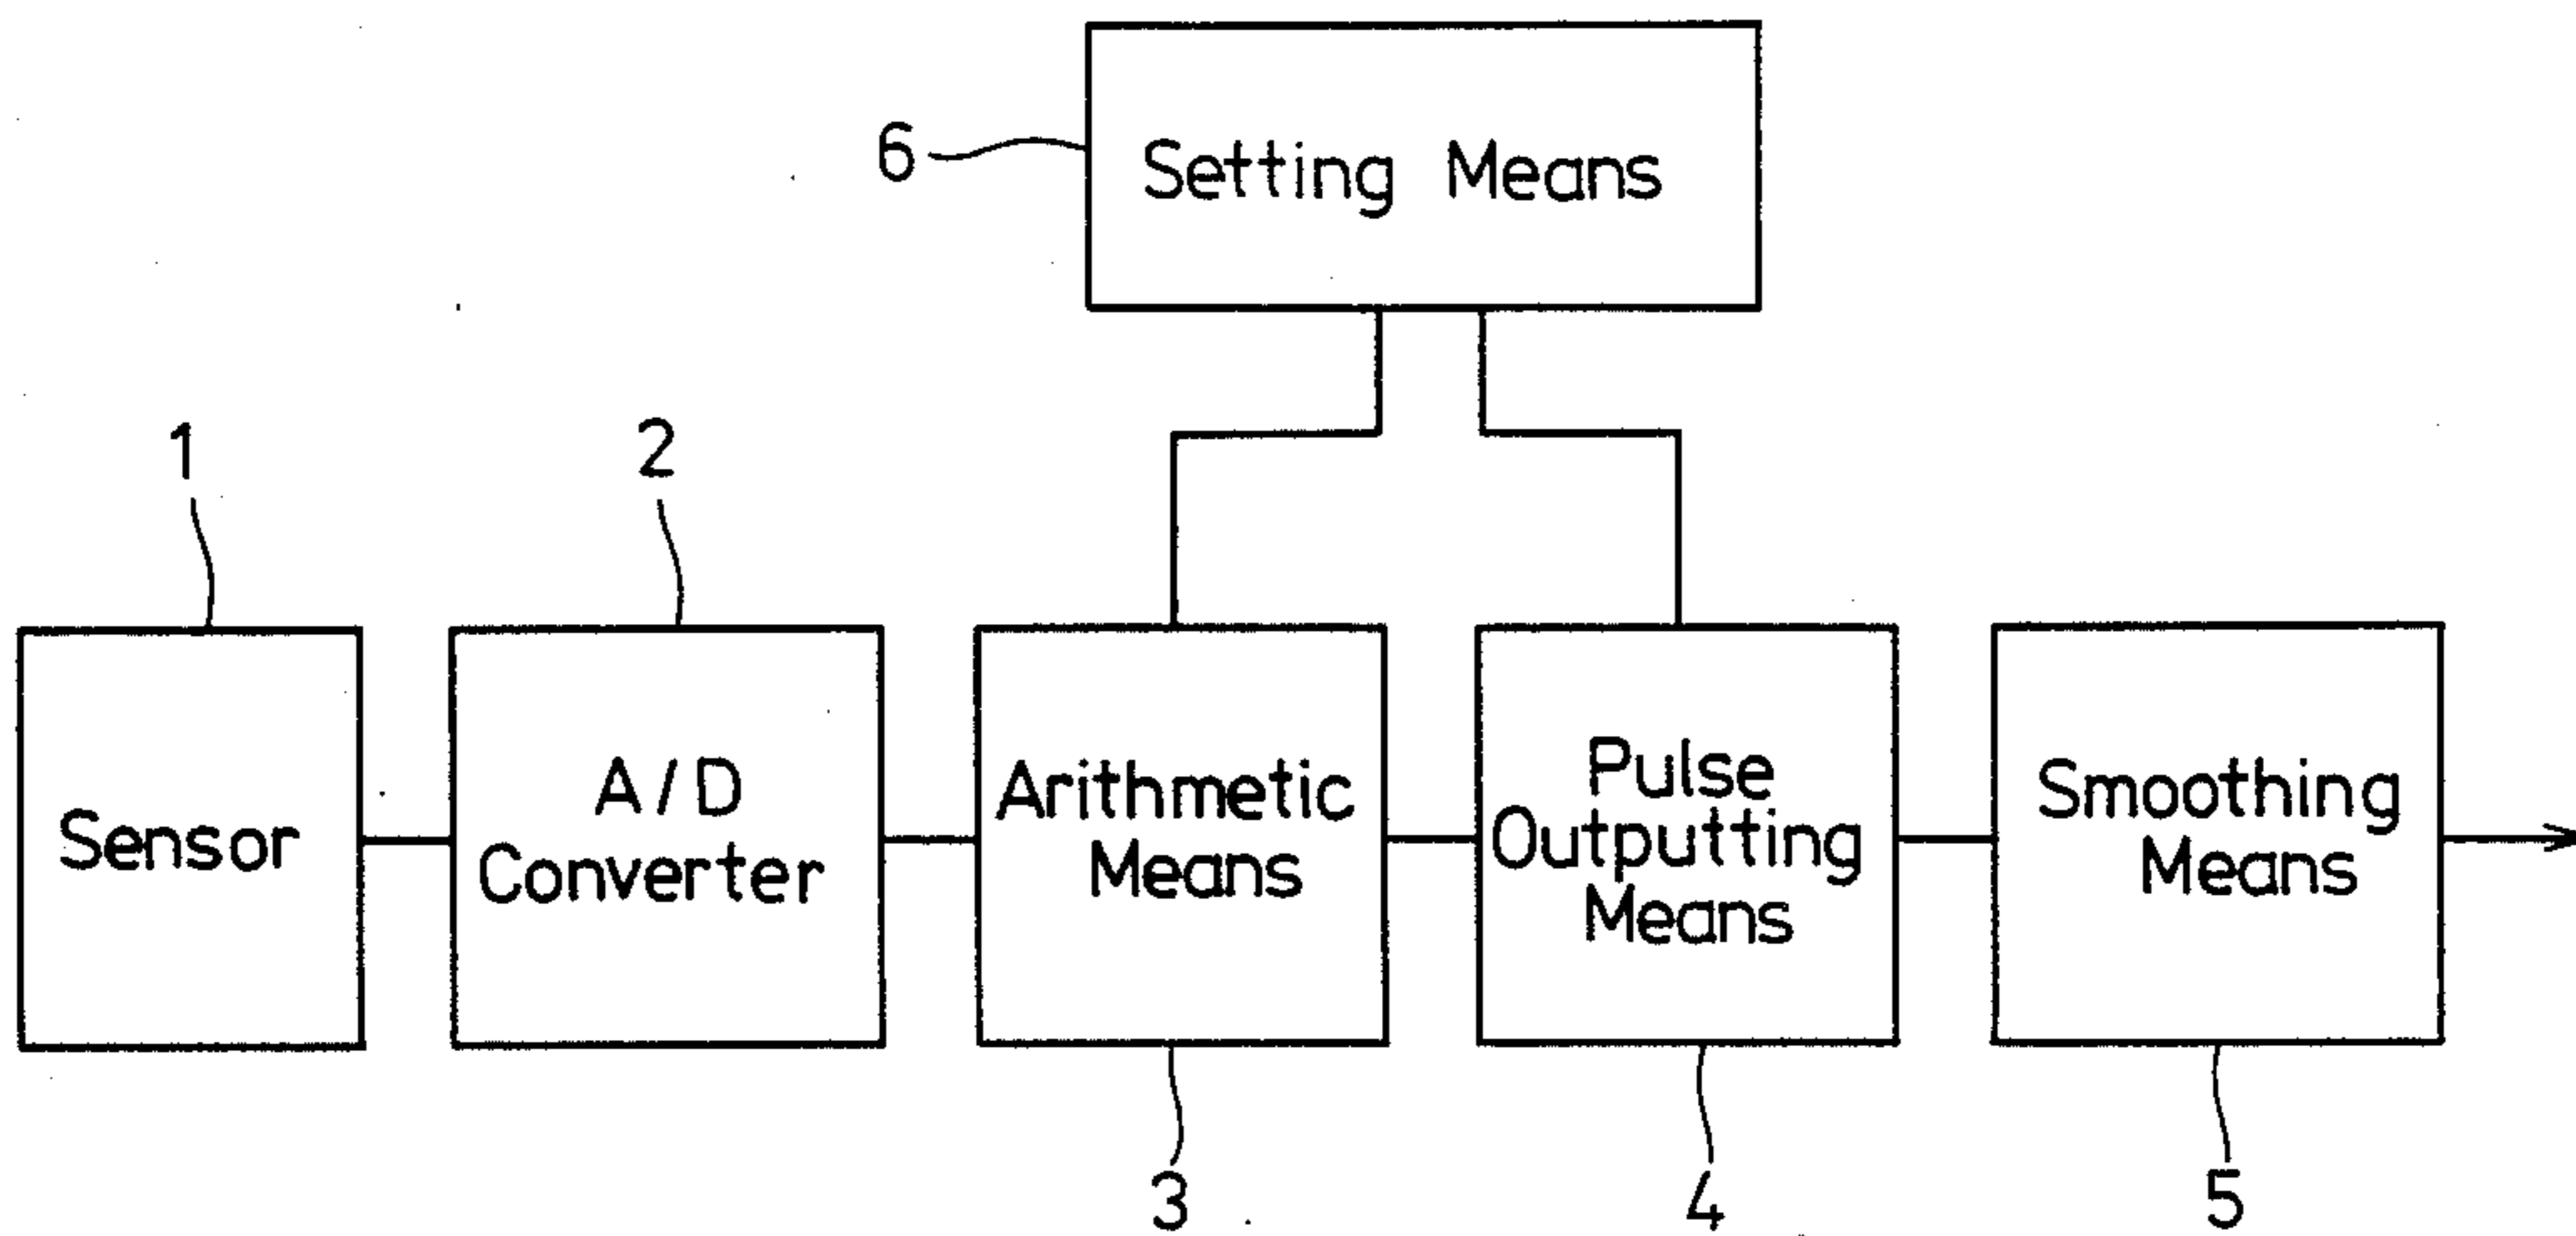 6
Setting Means
1
2
Sensor
A/D
Converter
Arithmetic
Means
Pulse
Outputting
Means
Smoothing
Means
3
4
5